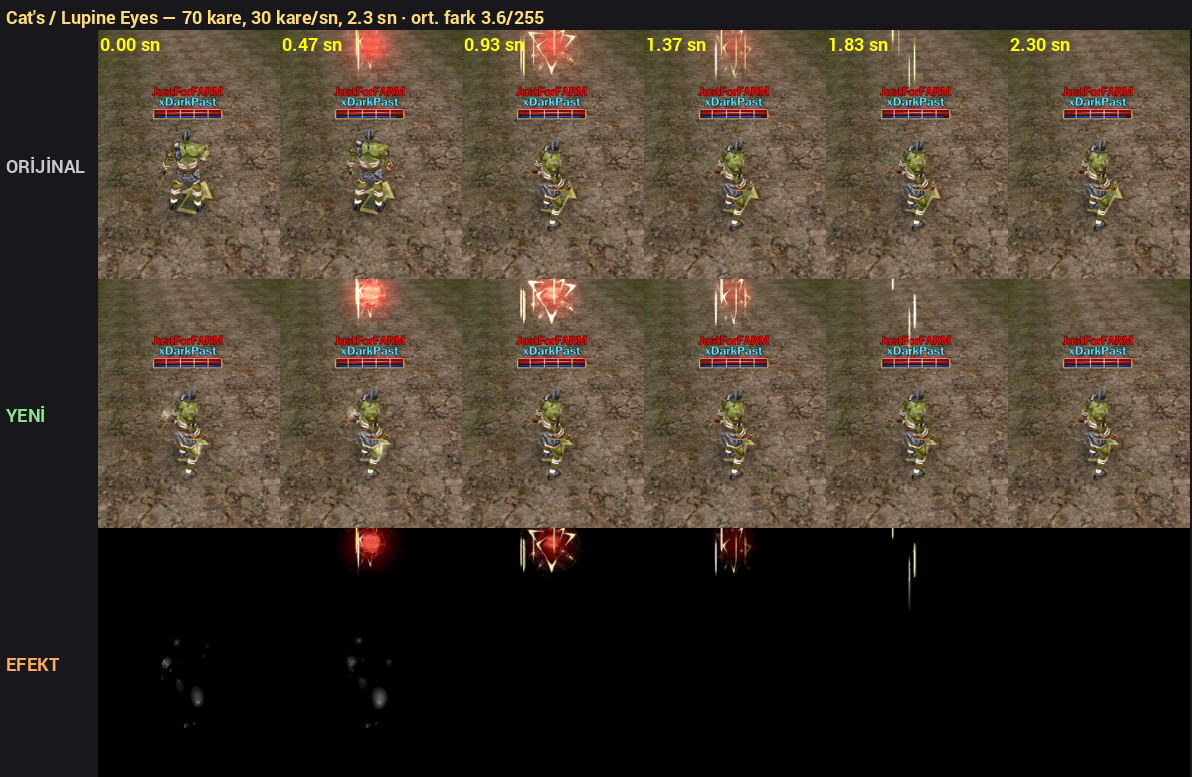 Cat's / Lupine Eyes — 70 kare, 30 kare/sn, 2.3 sn · ort. fark 3.6/255
0.00 sn 0.47 sn 0.93 sn 1.37 sn 1.83 sn 2.30 sn
JustForFARM JustForFARM JustForFARM JustForFARM JustForFARM JustForFARM
xDarkPast xDarkPast xDarkPast xDarkPast xDarkPast xDarkPast
ORİJİNAL
JustForFARM JustForFARM JustForFARM JustForFARM JustForFARM JustForFARM
xDarkPast xDarkPast xDarkPast xDarkPast xDarkPast xDarkPast
YENİ
EFEKT